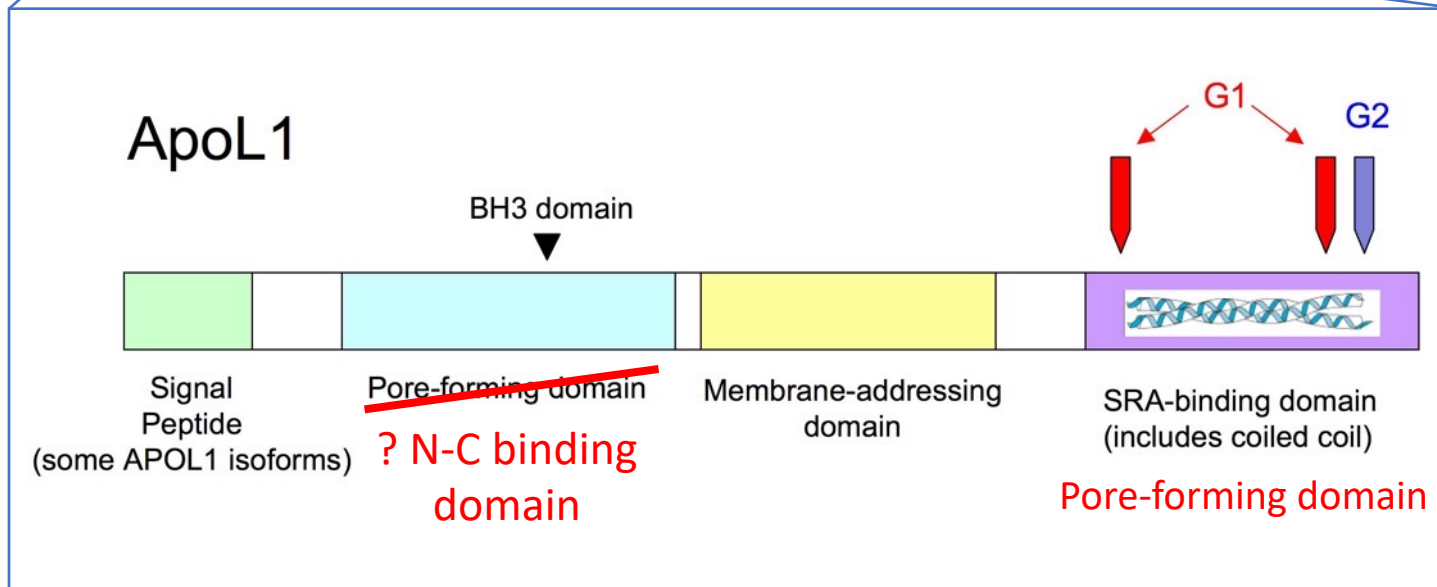 G1
G2
ApoL1
BH3 domain
Signal
Peptide
(some APOL1 isoforms)
Pore-forming domain
? N-C binding
domain
Membrane-addressing
domain
SRA-binding domain
(includes coiled coil)
Pore-forming domain